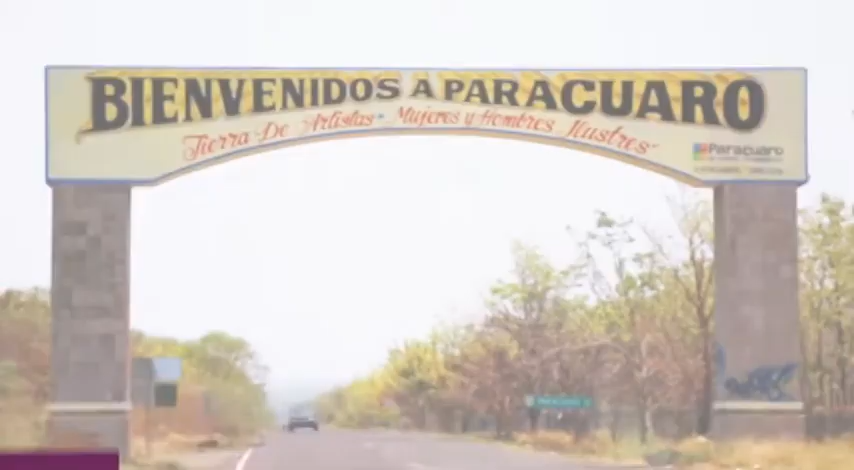 BIENVENIDOS A PARACUARO
Tierra De Artistas Mujeres y Hombres Ilustres
Paracuaro